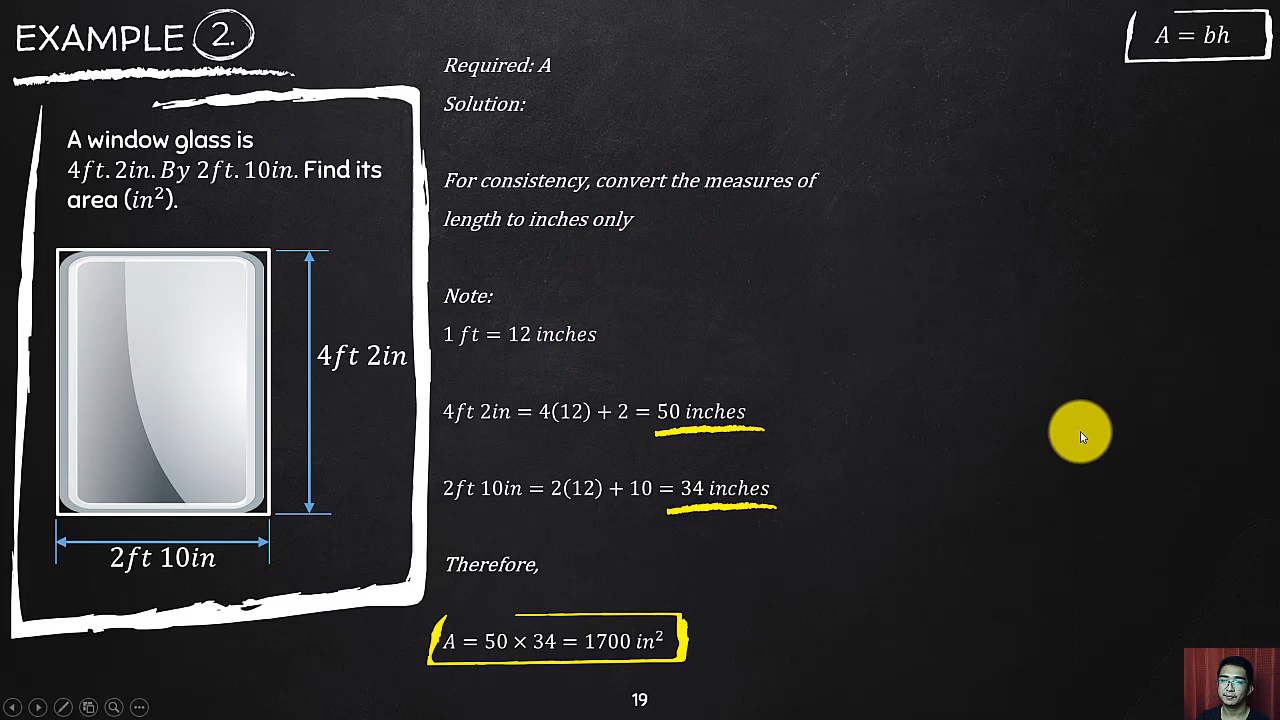 EXAMPLE 2.
A = bh
A window glass is
4ft. 2in. By 2ft. 10in. Find its
area (in²).
4ft 2in
2ft 10in
Required: A
Solution:
For consistency, convert the measures of
length to inches only
Note:
1 ft = 12 inches
4ft 2in = 4(12) + 2 = 50 inches
2ft 10in = 2(12) + 10 = 34 inches
Therefore,
A = 50 × 34 = 1700 in²
19